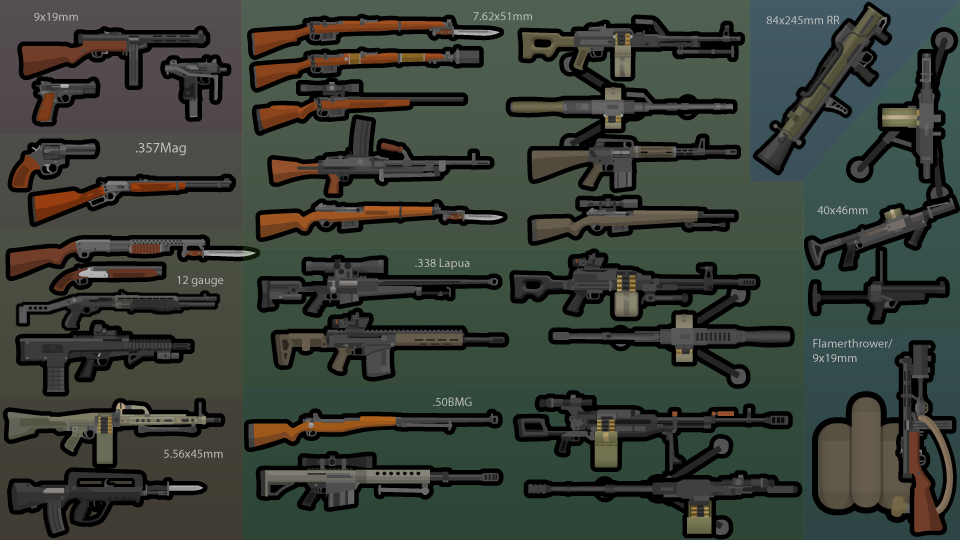 9x19mm
.357Mag
12 gauge
5.56x45mm
7.62x51mm
.338 Lapua
.50BMG
84x245mm RR
40x46mm
Flamerthrower/
9x19mm